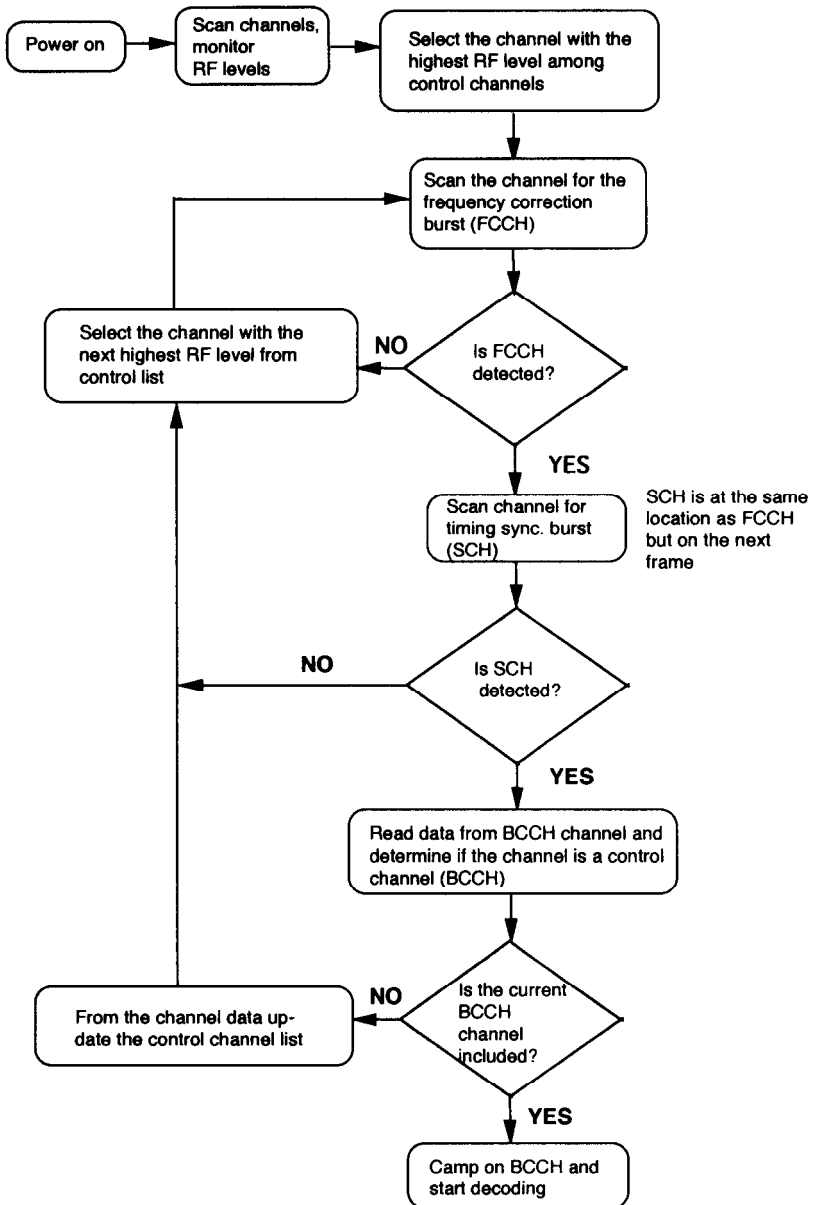 Power on
Scan channels,
monitor
RF levels
Select the channel with the
highest RF level among
control channels
Scan the channel for the
frequency correction
burst (FCCH)
Select the channel with the
next highest RF level from
control list
NO
Is FCCH
detected?
YES
Scan channel for
timing sync. burst
(SCH)
SCH is at the same
location as FCCH
but on the next
frame
NO
Is SCH
detected?
YES
Read data from BCCH channel and
determine if the channel is a control
channel (BCCH)
From the channel data up-
date the control channel list
NO
Is the current
BCCH
channel
included?
YES
Camp on BCCH and
start decoding